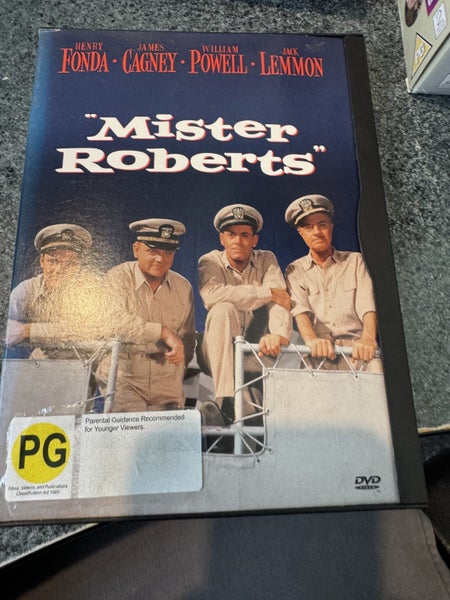 HENRY JAMES WILLIAM JACK
FONDA · CAGNEY · POWELL · LEMMON
"Mister
Roberts"
PG
Parental Guidance Recommended
for Younger Viewers.
Films, Videos, and Publications
Classification Act 1993
DVD
PG